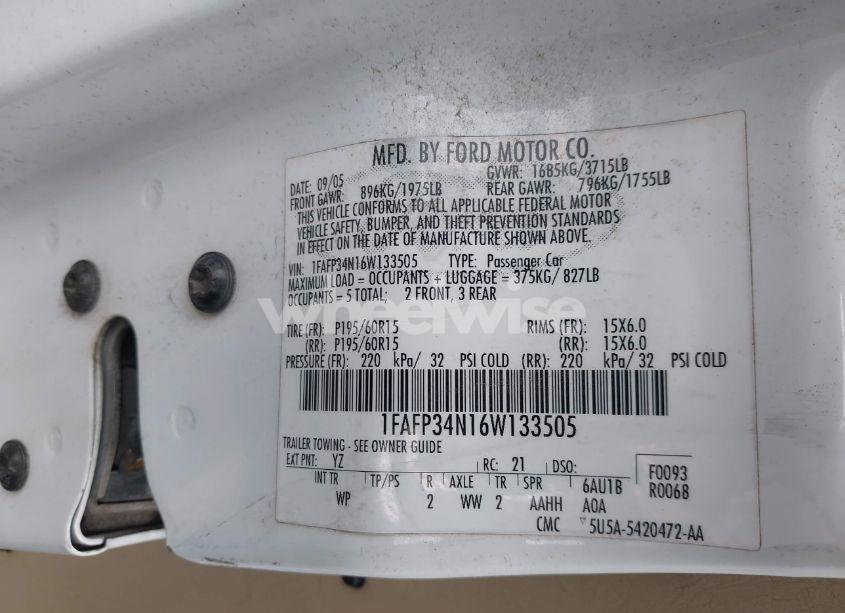 MFD. BY FORD MOTOR CO.
DATE: 09/05 GVWR: 1685KG/3715LB
FRONT GAWR: 896KG/1975LB REAR GAWR: 796KG/1755LB
THIS VEHICLE CONFORMS TO ALL APPLICABLE FEDERAL MOTOR
VEHICLE SAFETY, BUMPER, AND THEFT PREVENTION STANDARDS
IN EFFECT ON THE DATE OF MANUFACTURE SHOWN ABOVE.
VIN: 1FAFP34N16W133505 TYPE: Passenger Car
MAXIMUM LOAD = OCCUPANTS + LUGGAGE = 375KG/ 827LB
OCCUPANTS = 5 TOTAL; 2 FRONT, 3 REAR
wheelwise
TIRE (FR): P195/60R15 RIMS (FR): 15X6.0
(RR): P195/60R15 (RR): 15X6.0
PRESSURE (FR): 220 kPa/ 32 PSI COLD (RR): 220 kPa/ 32 PSI COLD
1FAFP34N16W133505
TRAILER TOWING - SEE OWNER GUIDE
EXT PNT: YZ RC: 21 DSO: F0093
INT TR TP/PS R AXLE TR SPR 6AU1B R0068
WP 2 WW 2 AAHH A0A
CMC 5U5A-5420472-AA